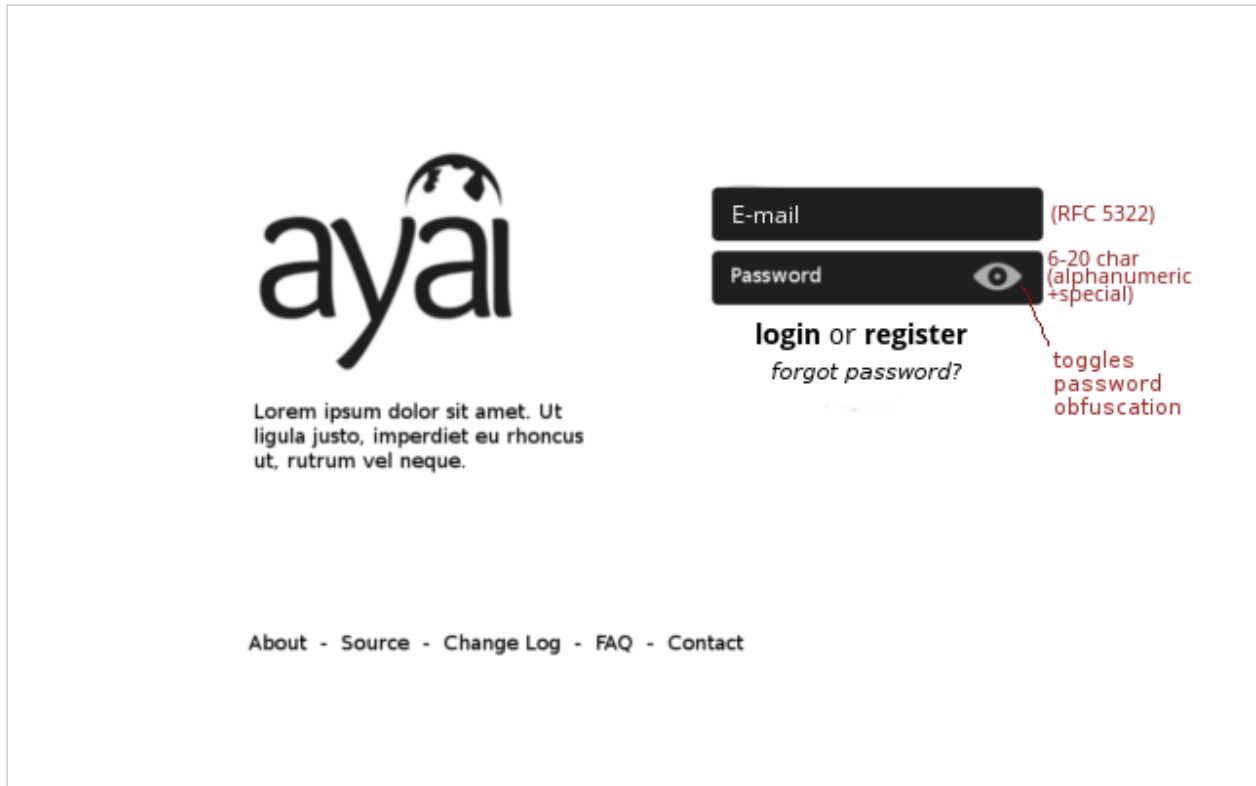 ayai
Lorem ipsum dolor sit amet. Ut
ligula justo, imperdiet eu rhoncus
ut, rutrum vel neque.
E-mail
(RFC 5322)
Password
6-20 char
(alphanumeric
+special)
login or register
forgot password?
toggles
password
obfuscation
About - Source - Change Log - FAQ - Contact